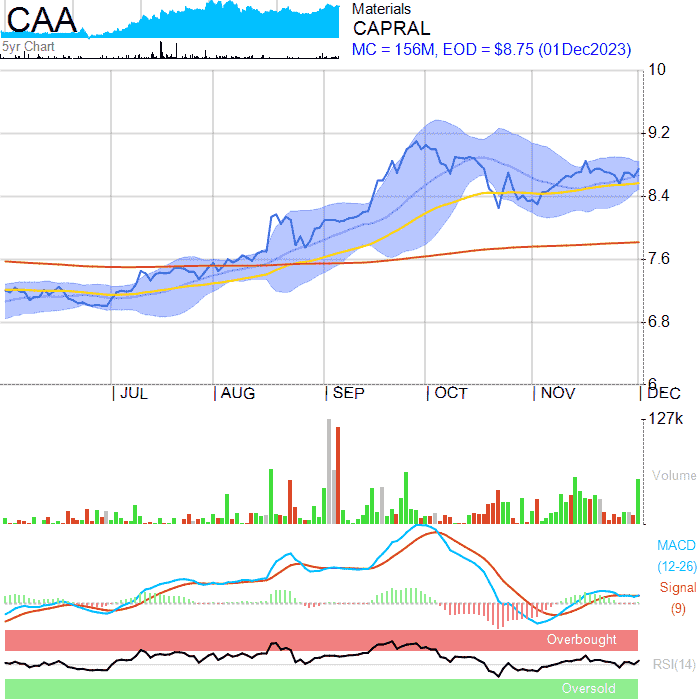 CAA
Materials
CAPRAL
MC = 156M, EOD = $8.75 (01Dec2023)
5yr Chart
10
9.2
8.4
7.6
6.8
6
JUL
AUG
SEP
OCT
NOV
DEC
127k
Volume
MACD
(12-26)
Signal
(9)
Overbought
RSI(14)
Oversold